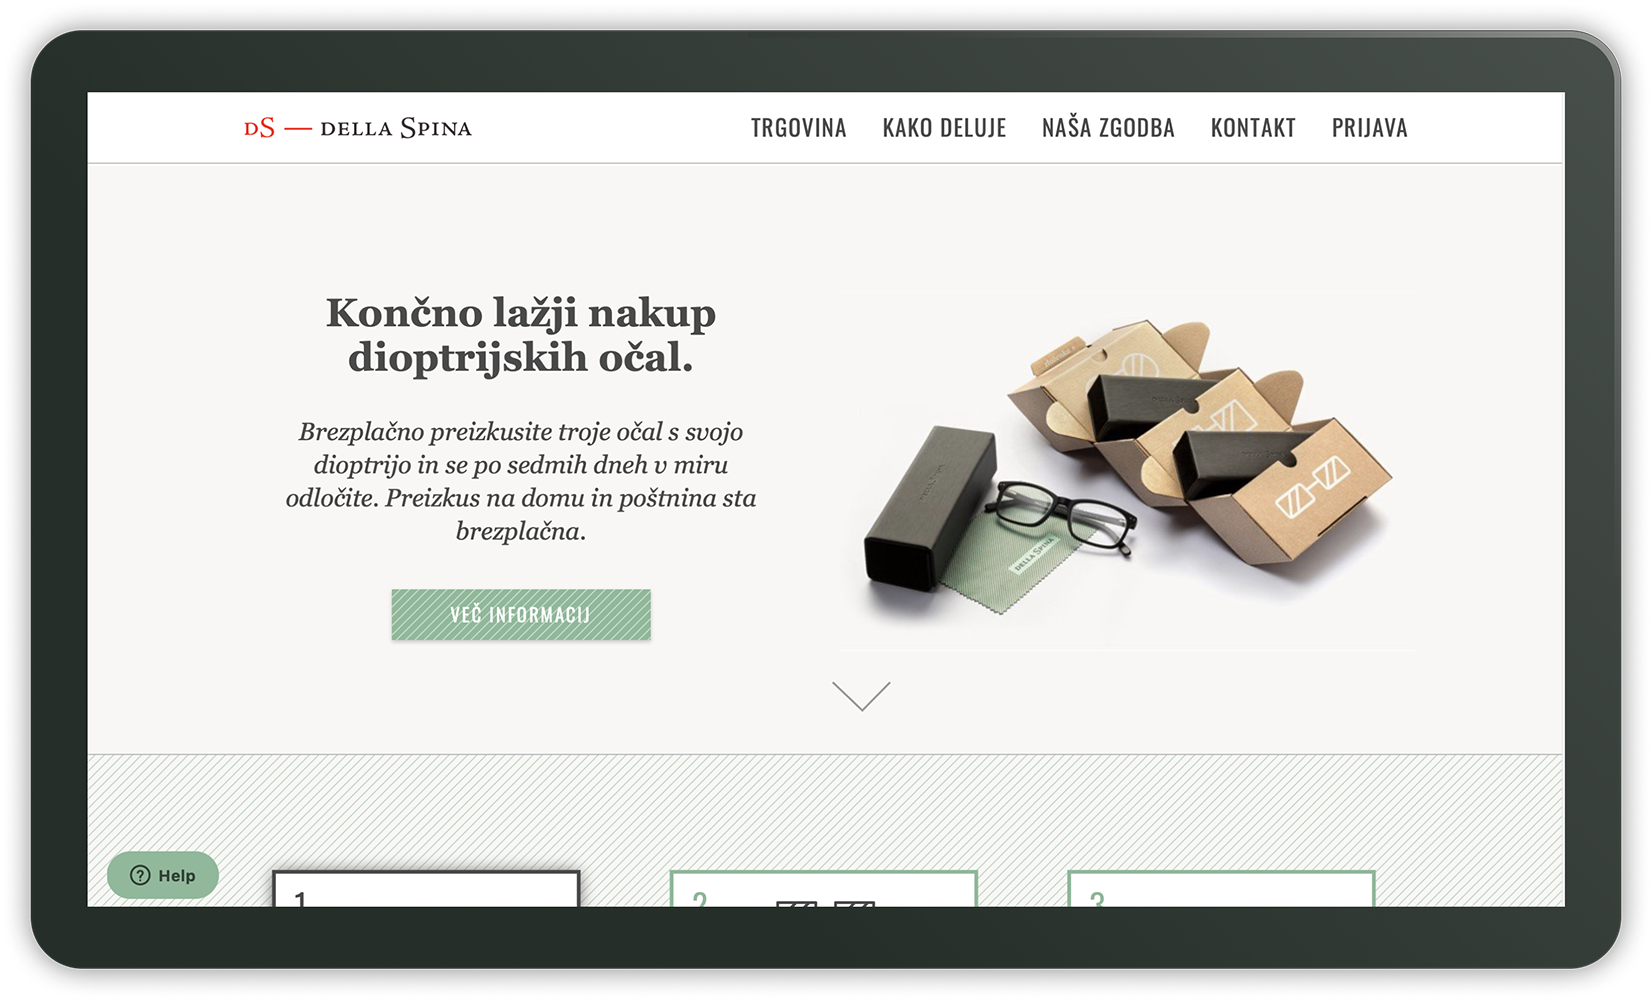 DS — DELLA SPINA
TRGOVINA KAKO DELUJE NAŠA ZGODBA KONTAKT PRIJAVA
Končno lažji nakup
dioptrijskih očal.
Brezplačno preizkusite troje očal s svojo
dioptrijo in se po sedmih dneh v miru
odločite. Preizkus na domu in poštnina sta
brezplačna.
VEČ INFORMACIJ
DELLA SPINA
? Help
1
2
3